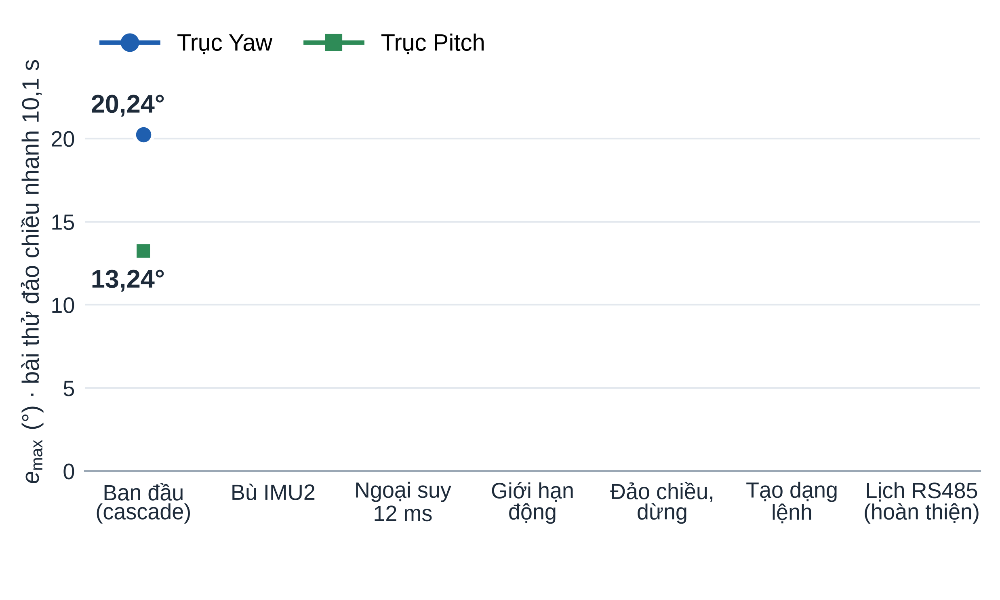 Trục Yaw
Trục Pitch
e_max (°) · bài thử đảo chiều nhanh 10,1 s
20,24°
20
15
13,24°
10
5
0
Ban đầu
(cascade)
Bù IMU2
Ngoại suy
12 ms
Giới hạn
động
Đảo chiều,
dừng
Tạo dạng
lệnh
Lịch RS485
(hoàn thiện)